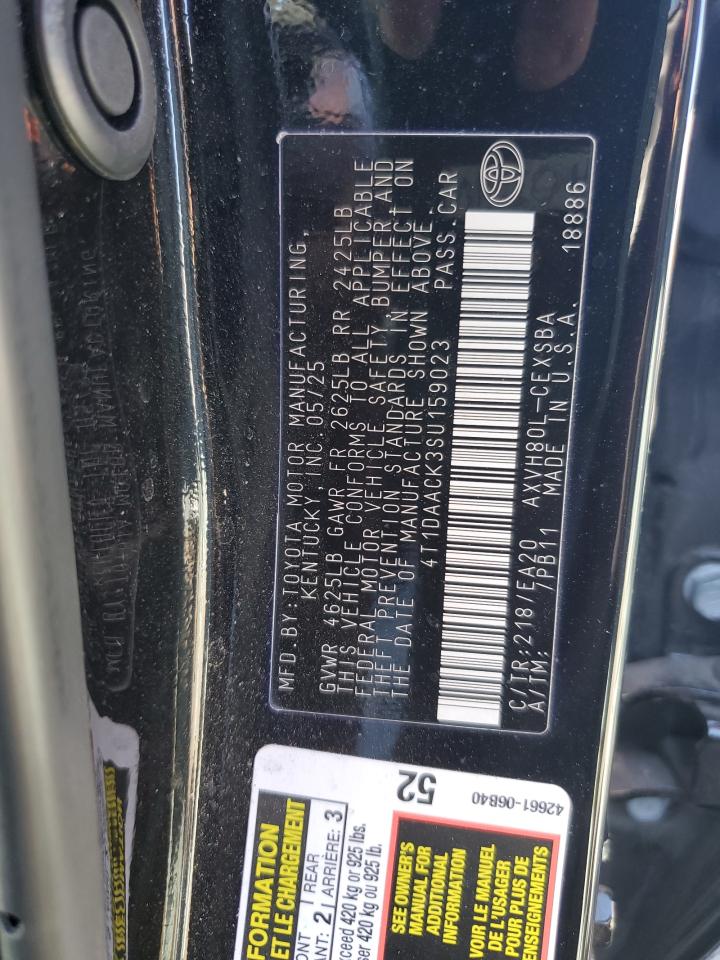 MFD. BY: TOYOTA MOTOR MANUFACTURING,
KENTUCKY, INC. 05/25
GVWR 4625LB GAWR FR 2625LB RR 2425LB
THIS VEHICLE CONFORMS TO ALL APPLICABLE
FEDERAL MOTOR VEHICLE SAFETY, BUMPER AND
THEFT PREVENTION STANDARDS IN EFFECT ON
THE DATE OF MANUFACTURE SHOWN ABOVE.
4T1DAACK3SU159023 PASS. CAR
C/TR: 218/EA20 AXVH80L-CEXSBA 18886
A/TM: 7PB11 MADE IN U.S.A.
FORMATION
ET LE CHARGEMENT
ONT
ANT: 2
REAR
ARRIÈRE: 3
xceed 420 kg or 925 lbs.
ser 420 kg ou 925 lb.
52
42661-06B40
SEE OWNER'S
MANUAL FOR
ADDITIONAL
INFORMATION
VOIR LE MANUEL
DE L'USAGER
POUR PLUS DE
RENSEIGNEMENTS